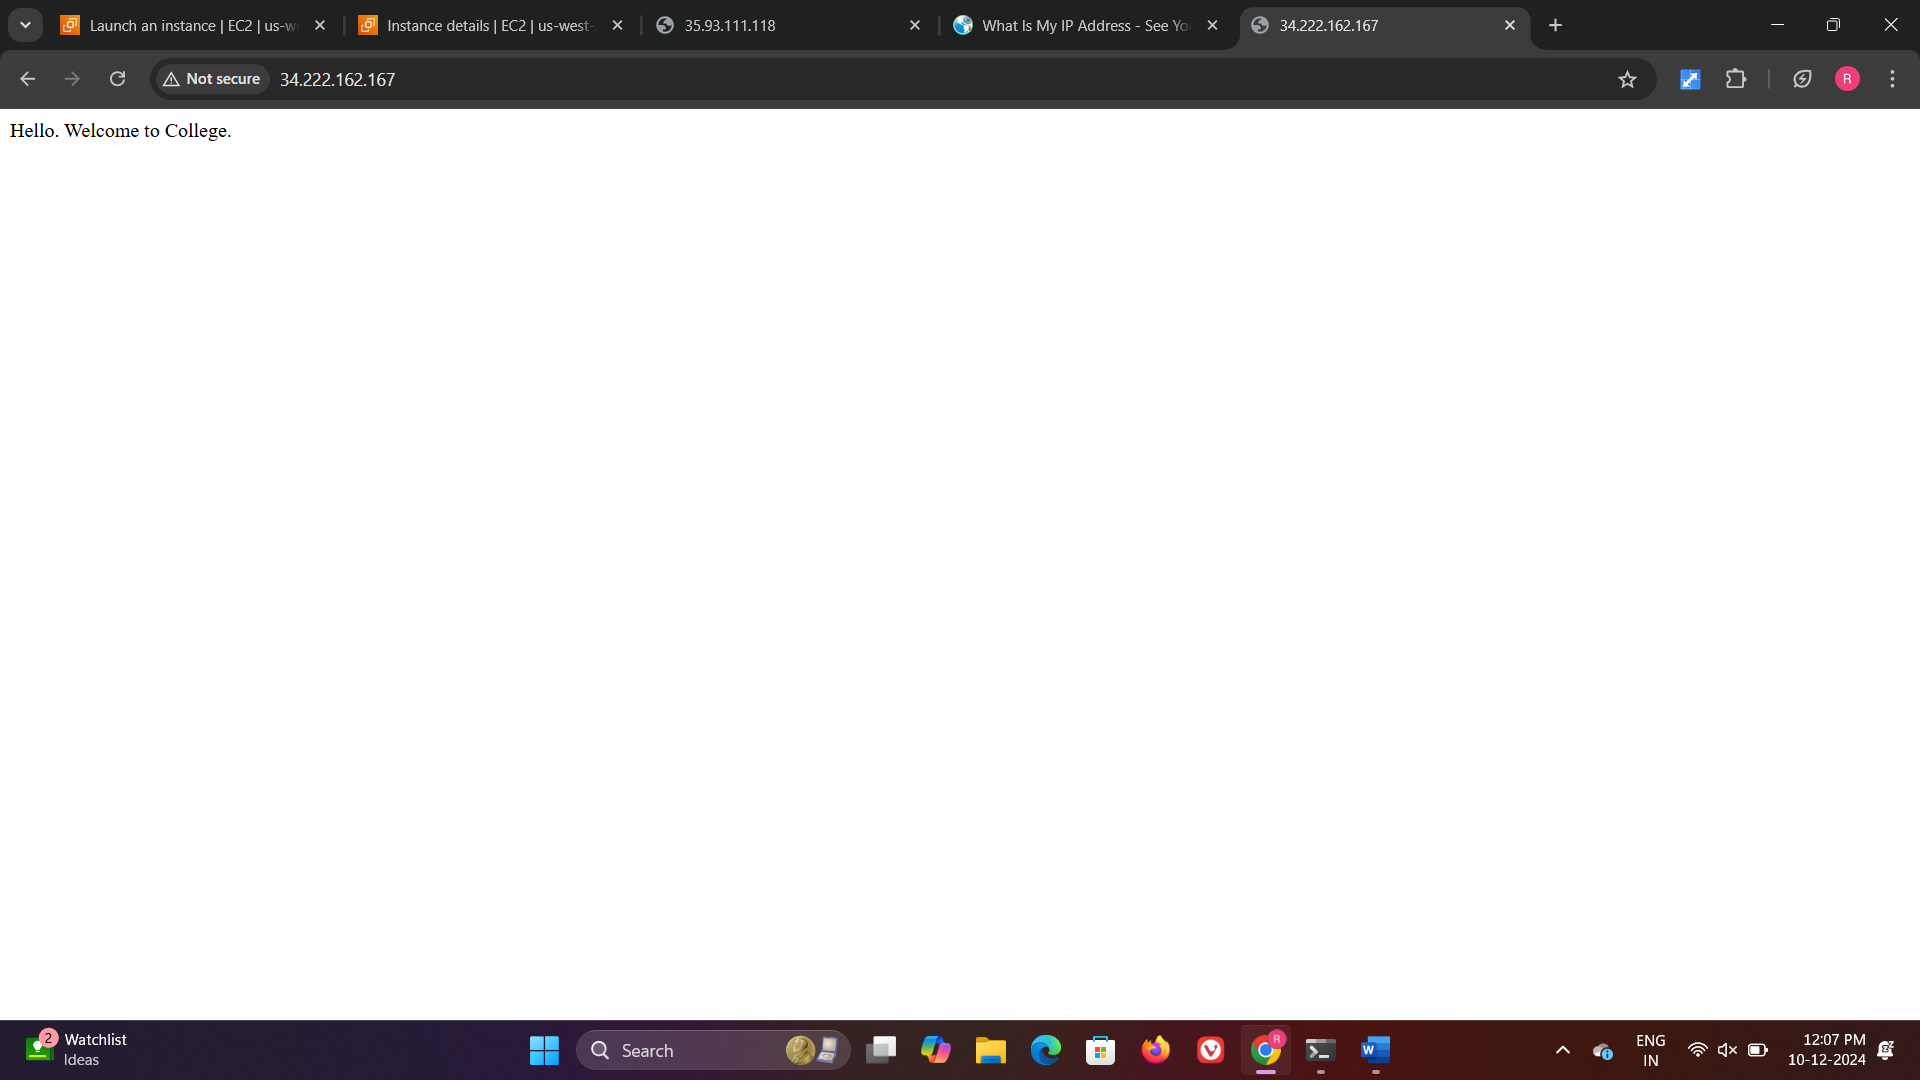 Launch an instance | EC2 | us-w
Instance details | EC2 | us-west-
35.93.111.118
What Is My IP Address - See Yo
34.222.162.167
Not secure
34.222.162.167
R
Hello. Welcome to College.
2
Watchlist
Ideas
Search
R
W
ENG
IN
12:07 PM
10-12-2024